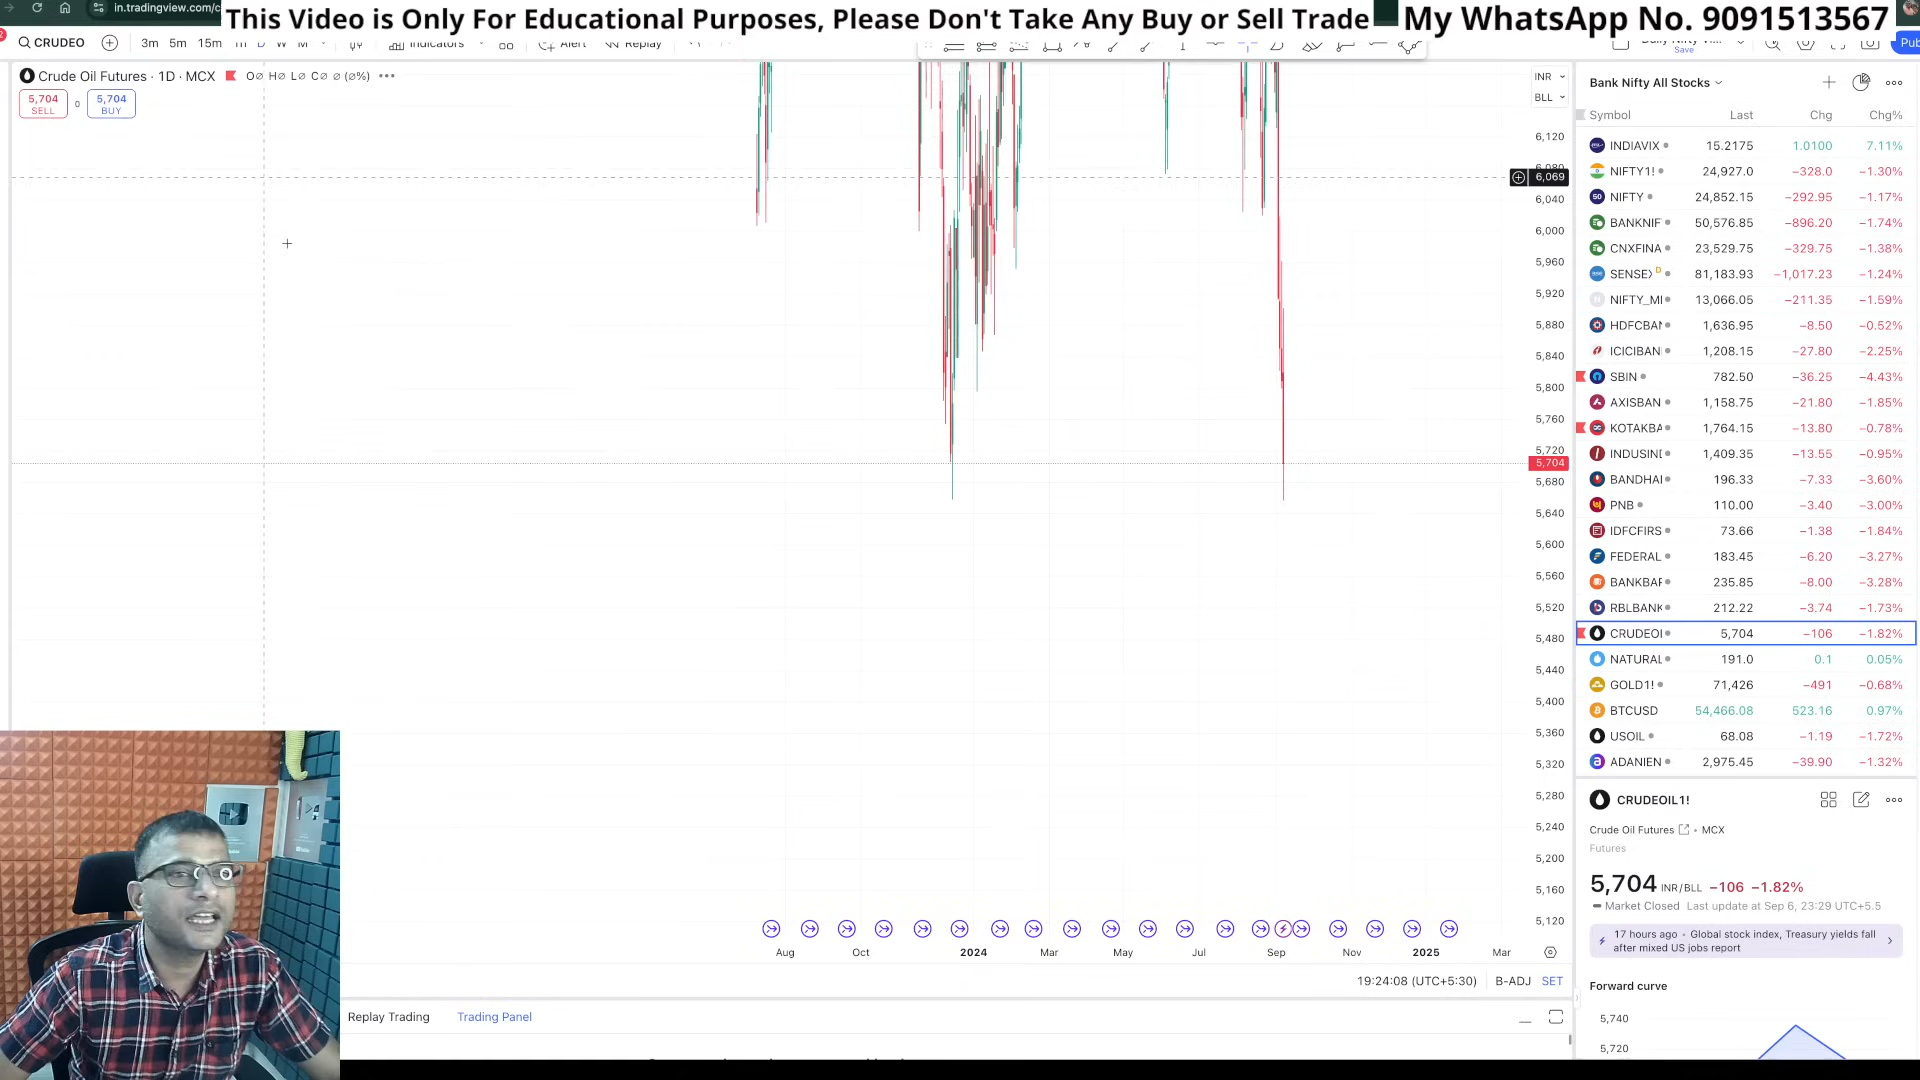 This Video is Only For Educational Purposes, Please Don't Take Any Buy or Sell Trade
My WhatsApp No. 9091513567
in.tradingview.com/c
CRUDEO
3m 5m 15m
Indicators
Alert
Replay
Save
Pub
Crude Oil Futures · 1D · MCX
O∅ H∅ L∅ C∅ ∅ (∅%)
5,704
SELL
0
5,704
BUY
INR
BLL
6,120
6,080
6,069
6,040
6,000
5,960
5,920
5,880
5,840
5,800
5,760
5,720
5,704
5,680
5,640
5,600
5,560
5,520
5,480
5,440
5,400
5,360
5,320
5,280
5,240
5,200
5,160
5,120
Aug Oct 2024 Mar May Jul Sep Nov 2025 Mar
19:24:08 (UTC+5:30) B-ADJ SET
Replay Trading Trading Panel
Bank Nifty All Stocks
Symbol Last Chg Chg%
INDIAVIX 15.2175 1.0100 7.11%
NIFTY1! 24,927.0 −328.0 −1.30%
NIFTY 24,852.15 −292.95 −1.17%
BANKNIF 50,576.85 −896.20 −1.74%
CNXFINA 23,529.75 −329.75 −1.38%
SENSEX D 81,183.93 −1,017.23 −1.24%
NIFTY_MI 13,066.05 −211.35 −1.59%
HDFCBAN 1,636.95 −8.50 −0.52%
ICICIBAN 1,208.15 −27.80 −2.25%
SBIN 782.50 −36.25 −4.43%
AXISBAN 1,158.75 −21.80 −1.85%
KOTAKBA 1,764.15 −13.80 −0.78%
INDUSINI 1,409.35 −13.55 −0.95%
BANDHAI 196.33 −7.33 −3.60%
PNB 110.00 −3.40 −3.00%
IDFCFIRS 73.66 −1.38 −1.84%
FEDERAL 183.45 −6.20 −3.27%
BANKBAR 235.85 −8.00 −3.28%
RBLBANK 212.22 −3.74 −1.73%
CRUDEOI 5,704 −106 −1.82%
NATURAL 191.0 0.1 0.05%
GOLD1! 71,426 −491 −0.68%
BTCUSD 54,466.08 523.16 0.97%
USOIL 68.08 −1.19 −1.72%
ADANIEN 2,975.45 −39.90 −1.32%
CRUDEOIL1!
Crude Oil Futures • MCX
Futures
5,704 INR/BLL −106 −1.82%
Market Closed Last update at Sep 6, 23:29 UTC+5.5
17 hours ago • Global stock index, Treasury yields fall
after mixed US jobs report
Forward curve
5,740
5,720